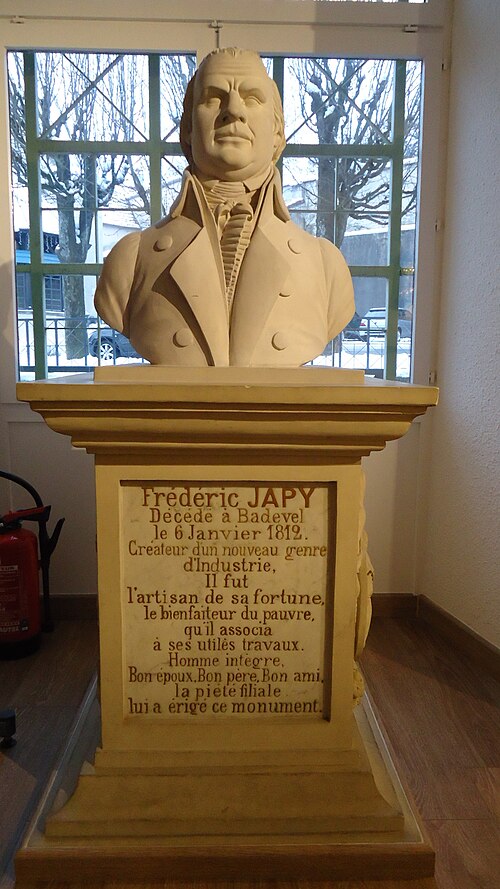 Frédéric JAPY
Décédé à Badevel
le 6 Janvier 1812.
Créateur d'un nouveau genre
d'Industrie,
Il fut
l'artisan de sa fortune,
le bienfaiteur du pauvre,
qu'il associa
à ses utiles travaux.
Homme intègre,
Bon époux, Bon père, Bon ami,
la piété filiale
lui a érigé ce monument.